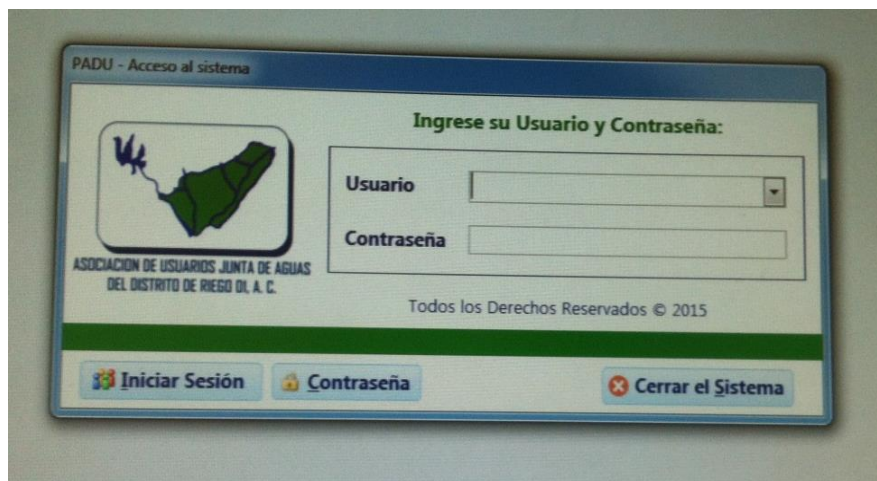 PADU - Acceso al sistema
Ingrese su Usuario y Contraseña:
Usuario
Contraseña
ASOCIACION DE USUARIOS JUNTA DE AGUAS
DEL DISTRITO DE RIEGO 01, A. C.
Todos los Derechos Reservados © 2015
Iniciar Sesión
Contraseña
Cerrar el Sistema